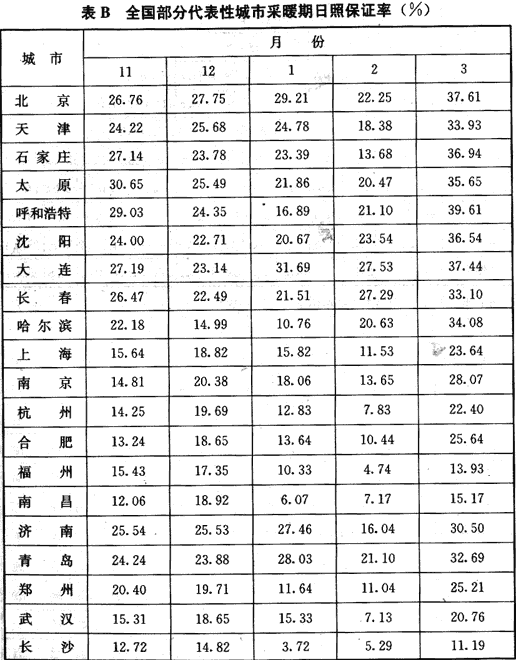 表 B 全国部分代表性城市采暖期日照保证率(%)
城 市 月 份
11 12 1 2 3
北 京 26.76 27.75 29.21 22.25 37.61
天 津 24.22 25.68 24.78 18.38 33.93
石 家 庄 27.14 23.78 23.39 13.68 36.94
太 原 30.65 25.49 21.86 20.47 35.65
呼和浩特 29.03 24.35 16.89 21.10 39.61
沈 阳 24.00 22.71 20.67 23.54 36.54
大 连 27.19 23.14 31.69 27.53 37.44
长 春 26.47 22.49 21.51 27.29 33.10
哈 尔 滨 22.18 14.99 10.76 20.63 34.08
上 海 15.64 18.82 15.82 11.53 23.64
南 京 14.81 20.38 18.06 13.65 28.07
杭 州 14.25 19.69 12.83 7.83 22.40
合 肥 13.24 18.65 13.64 10.44 25.64
福 州 15.43 17.35 10.33 4.74 13.93
南 昌 12.06 18.92 6.07 7.17 15.17
济 南 25.54 25.53 27.46 16.04 30.50
青 岛 24.24 23.88 28.03 21.10 32.69
郑 州 20.40 19.71 11.64 11.04 25.21
武 汉 15.31 18.65 15.33 7.13 20.76
长 沙 12.72 14.82 3.72 5.29 11.19